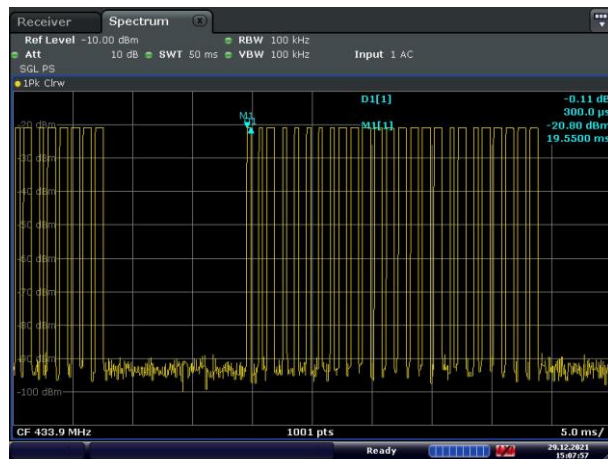 Receiver Spectrum
Ref Level -10.00 dBm RBW 100 kHz
Att 10 dB SWT 50 ms VBW 100 kHz Input 1 AC
SGL PS
1Pk Clrw
D1[1] -0.11 dB
300.0 µs
M1[1] -20.80 dBm
19.5500 ms
M1
D1
-20 dBm
-30 dBm
-40 dBm
-50 dBm
-60 dBm
-70 dBm
-80 dBm
-90 dBm
-100 dBm
CF 433.9 MHz 1001 pts 5.0 ms/
Ready 29.12.2021
15:07:57